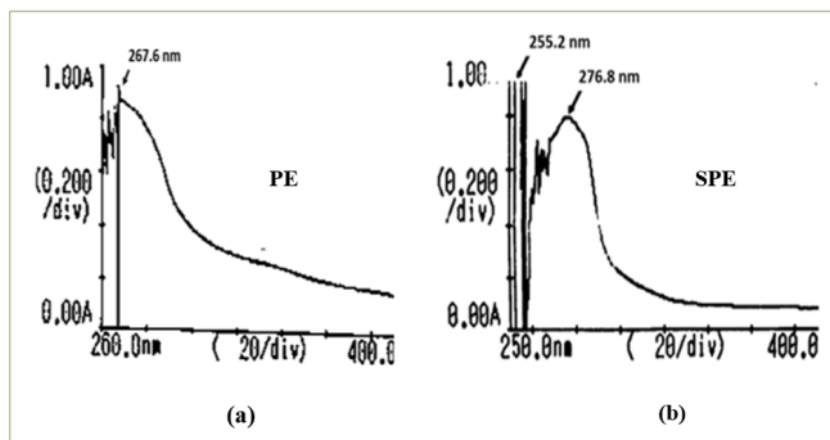 267.6 nm
1.00A
(0.200
/div)
PE
0.00A
260.0nm ( 20/div) 400.0
(a)
255.2 nm
276.8 nm
1.00
(0.200
/div)
SPE
0.00A
250.0nm ( 20/div) 400.0
(b)